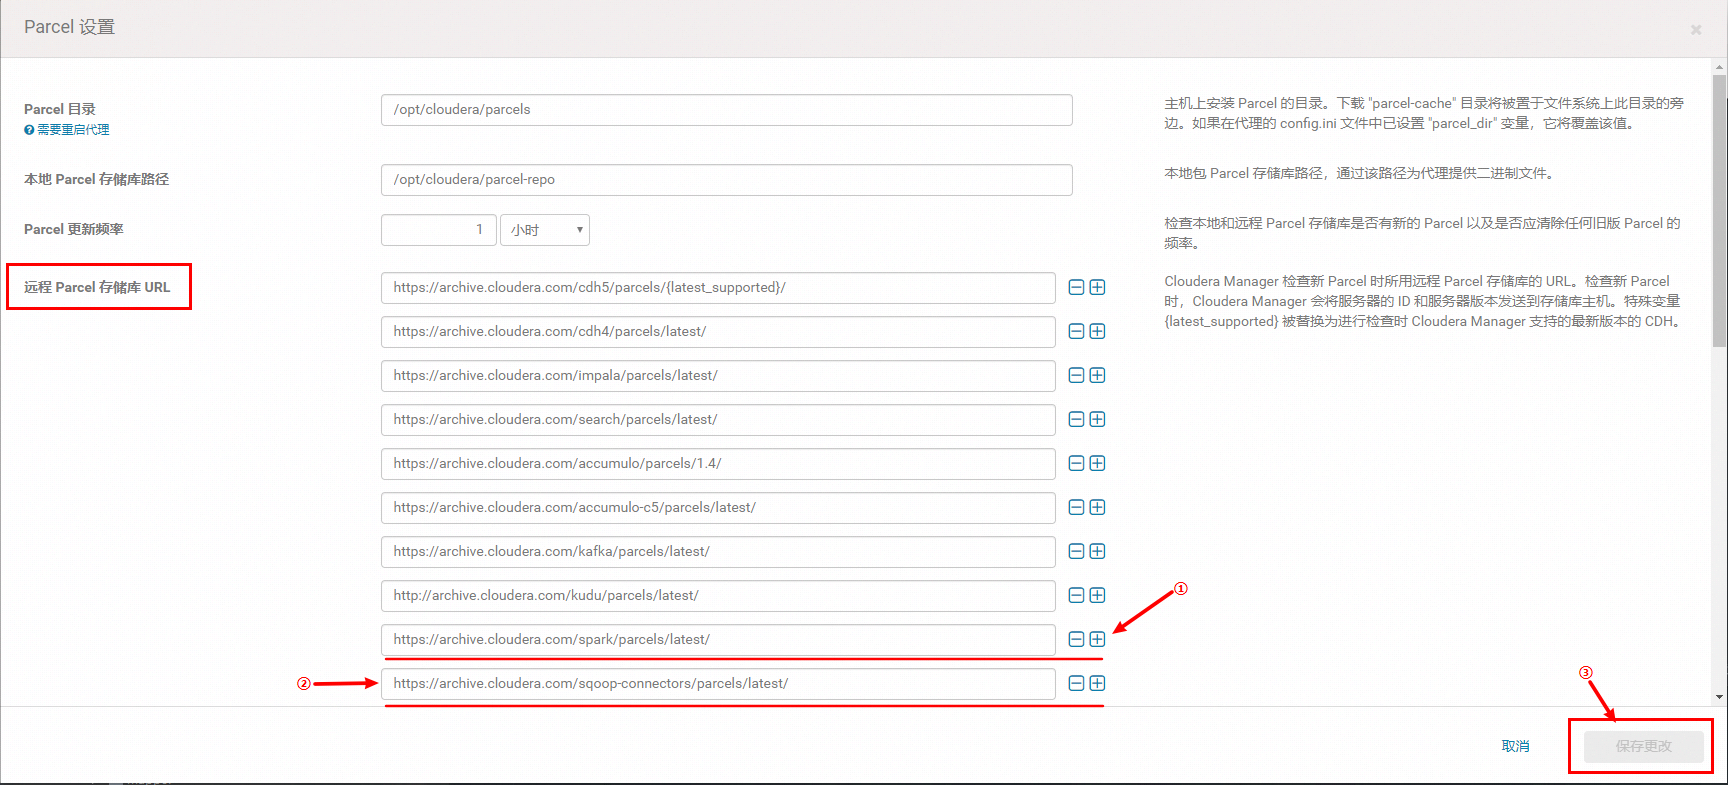 Parcel 设置
×
Parcel 目录
需要重启代理
/opt/cloudera/parcels
主机上安装 Parcel 的目录。下载 "parcel-cache" 目录将被置于文件系统上此目录的旁
边。如果在代理的 config.ini 文件中已设置 "parcel_dir" 变量，它将覆盖该值。
本地 Parcel 存储库路径
/opt/cloudera/parcel-repo
本地包 Parcel 存储库路径，通过该路径为代理提供二进制文件。
Parcel 更新频率
1 小时
检查本地和远程 Parcel 存储库是否有新的 Parcel 以及是否应清除任何旧版 Parcel 的
频率。
远程 Parcel 存储库 URL
https://archive.cloudera.com/cdh5/parcels/{latest_supported}/
Cloudera Manager 检查新 Parcel 时所用远程 Parcel 存储库的 URL。检查新 Parcel
时，Cloudera Manager 会将服务器的 ID 和服务器版本发送到存储库主机。特殊变量
{latest_supported} 被替换为进行检查时 Cloudera Manager 支持的最新版本的 CDH。
https://archive.cloudera.com/cdh4/parcels/latest/
https://archive.cloudera.com/impala/parcels/latest/
https://archive.cloudera.com/search/parcels/latest/
https://archive.cloudera.com/accumulo/parcels/1.4/
https://archive.cloudera.com/accumulo-c5/parcels/latest/
https://archive.cloudera.com/kafka/parcels/latest/
http://archive.cloudera.com/kudu/parcels/latest/
①
https://archive.cloudera.com/spark/parcels/latest/
②
https://archive.cloudera.com/sqoop-connectors/parcels/latest/
③
取消
保存更改